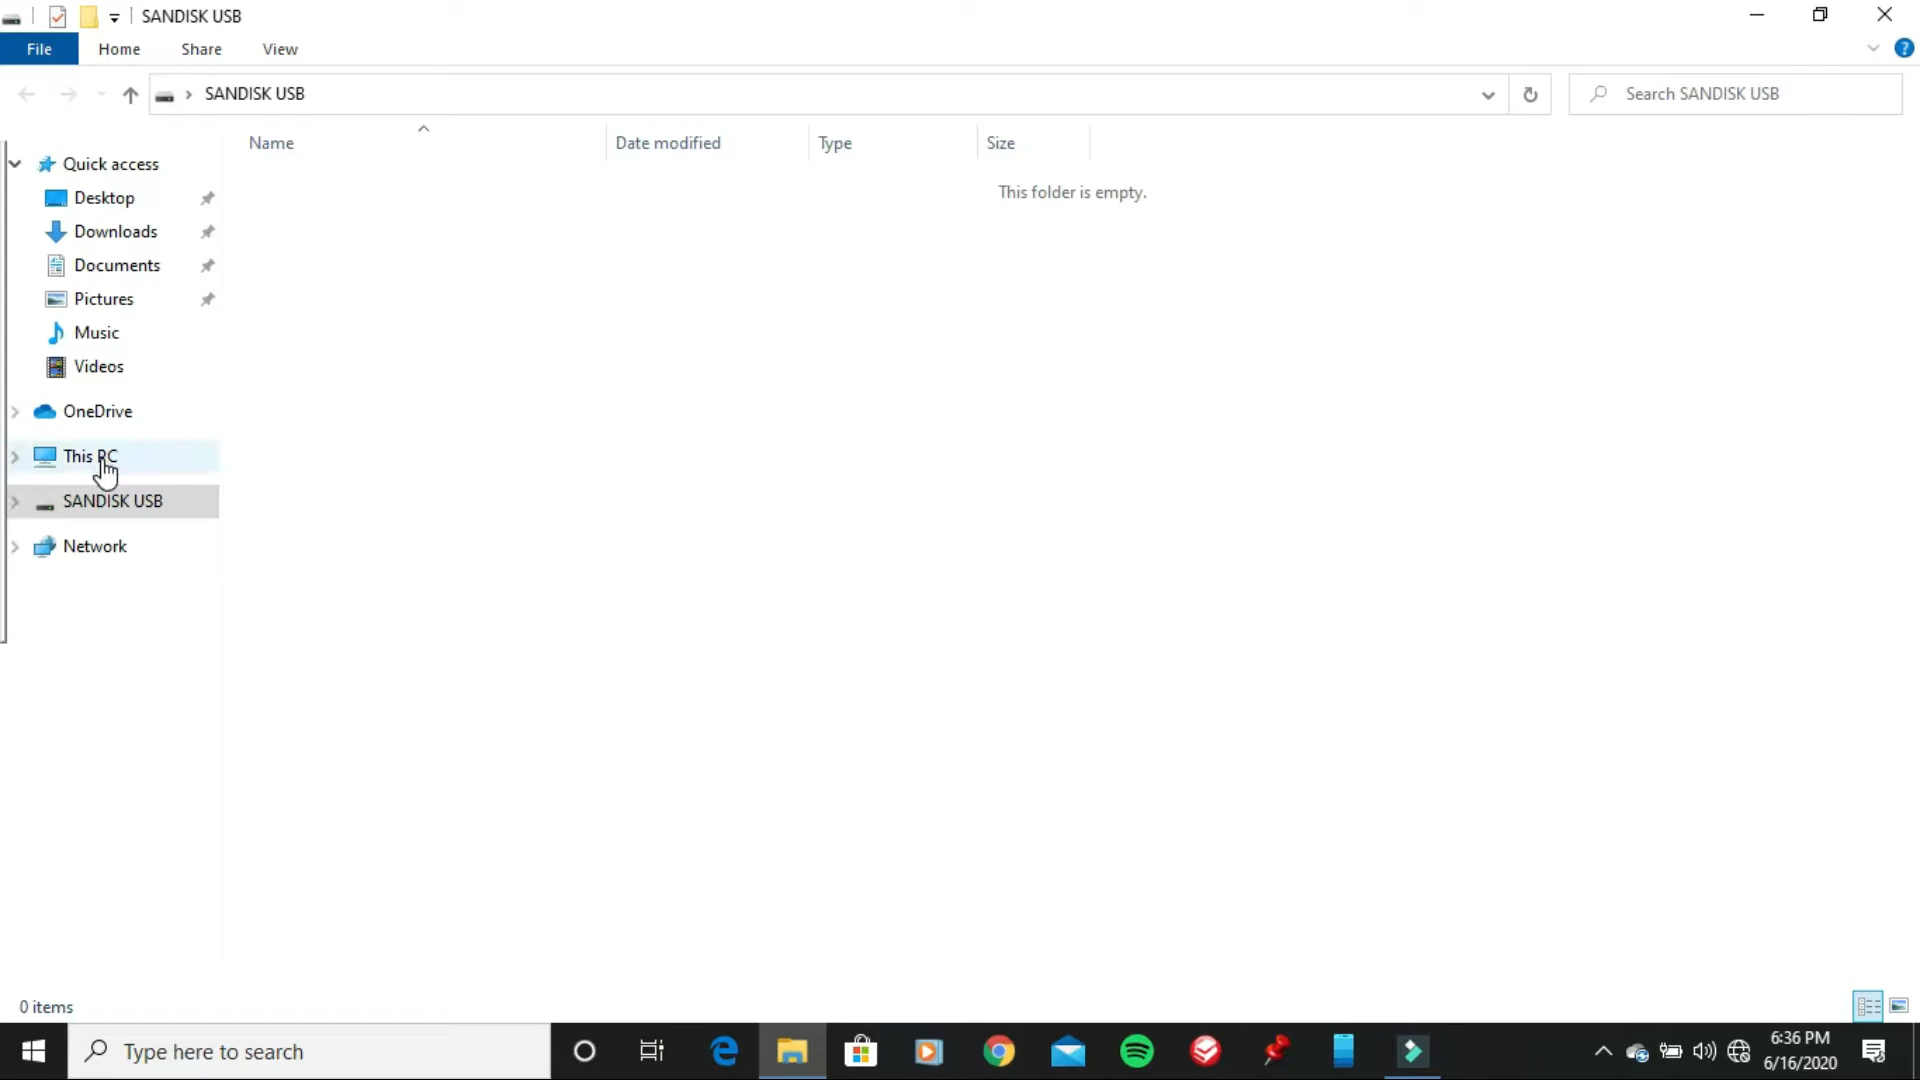 SANDISK USB
File Home Share View
SANDISK USB
Search SANDISK USB
Name Date modified Type Size
This folder is empty.
Quick access
Desktop
Downloads
Documents
Pictures
Music
Videos
OneDrive
This PC
SANDISK USB
Network
0 items
Type here to search
6:36 PM
6/16/2020